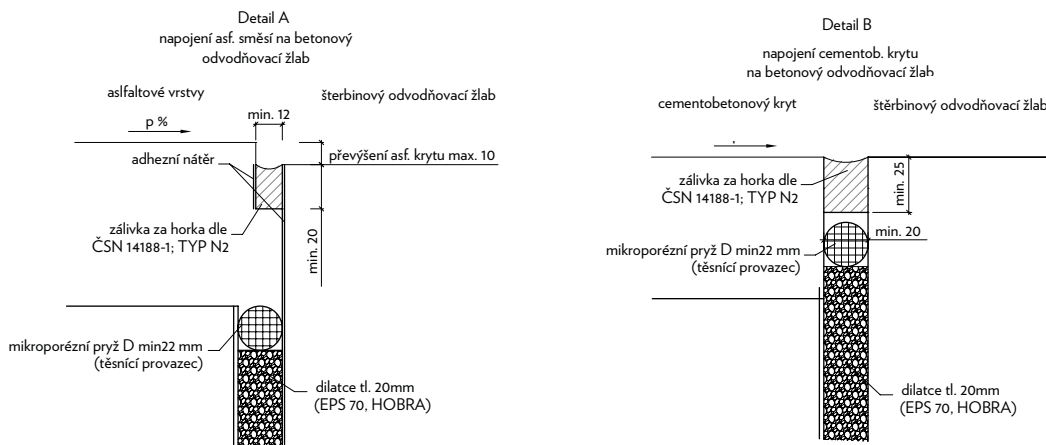 Detail A
napojení asf. směsí na betonový
odvodňovací žlab
aslfaltové vrstvy
šterbinový odvodňovací žlab
min. 12
p %
adhezní nátěr
převýšení asf. krytu max. 10
zálivka za horka dle
ČSN 14188-1; TYP N2
min. 20
mikroporézní pryž D min22 mm
(těsnící provazec)
dilatce tl. 20mm
(EPS 70, HOBRA)
Detail B
napojení cementob. krytu
na betonový odvodňovací žlab
cementobetonový kryt
štěrbinový odvodňovací žlab
zálivka za horka dle
ČSN 14188-1; TYP N2
min. 25
min. 20
mikroporézní pryž D min22 mm
(těsnící provazec)
dilatce tl. 20mm
(EPS 70, HOBRA)